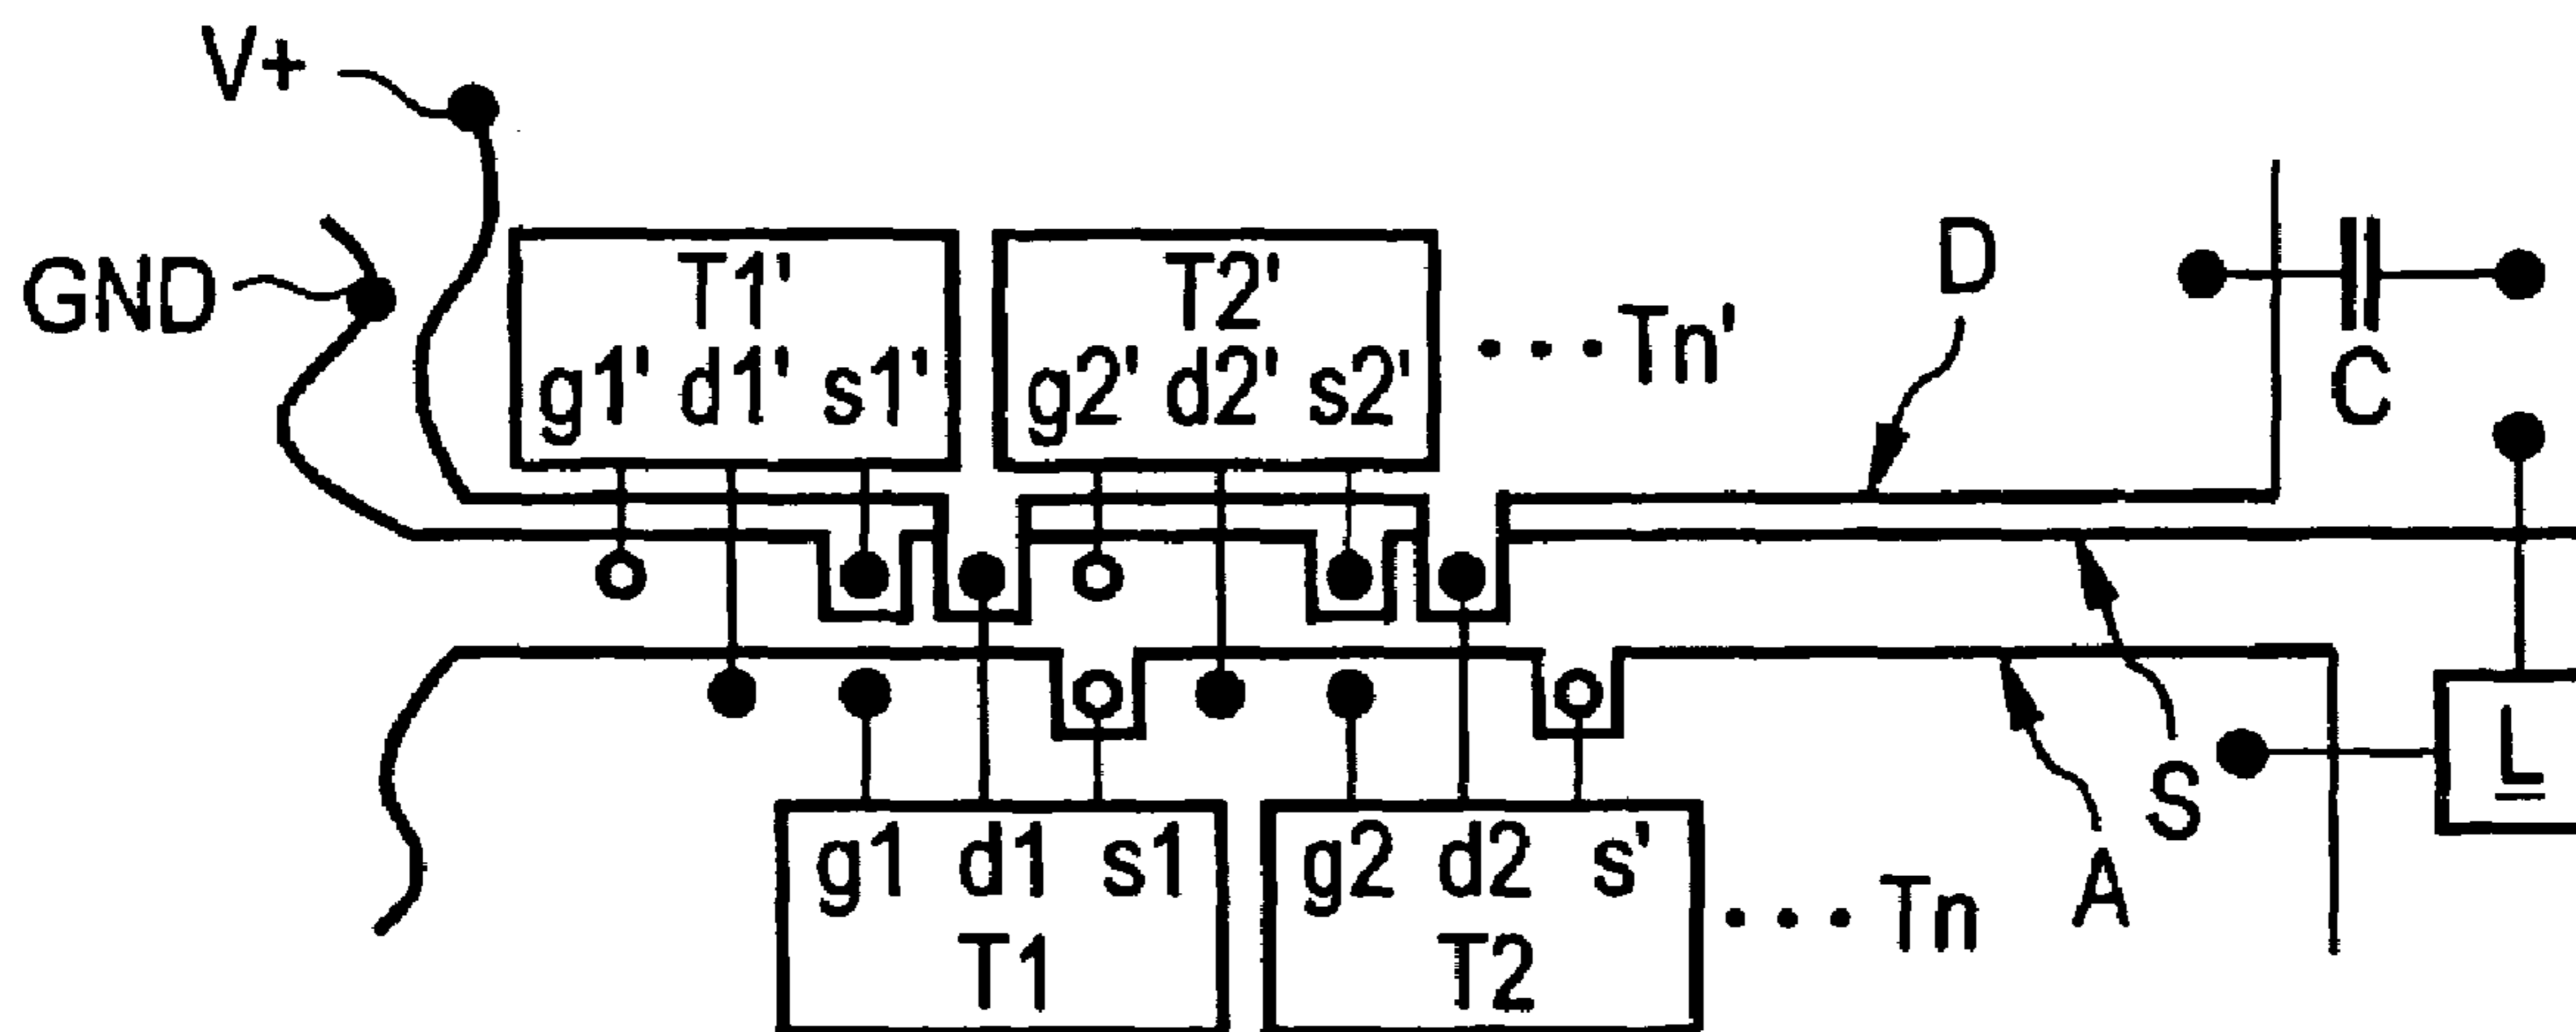 V+
GND
T1'
g1' d1' s1'
T2'
g2' d2' s2'
Tn'
D
C
S
L
A
g1 d1 s1
T1
g2 d2 s'
T2
Tn